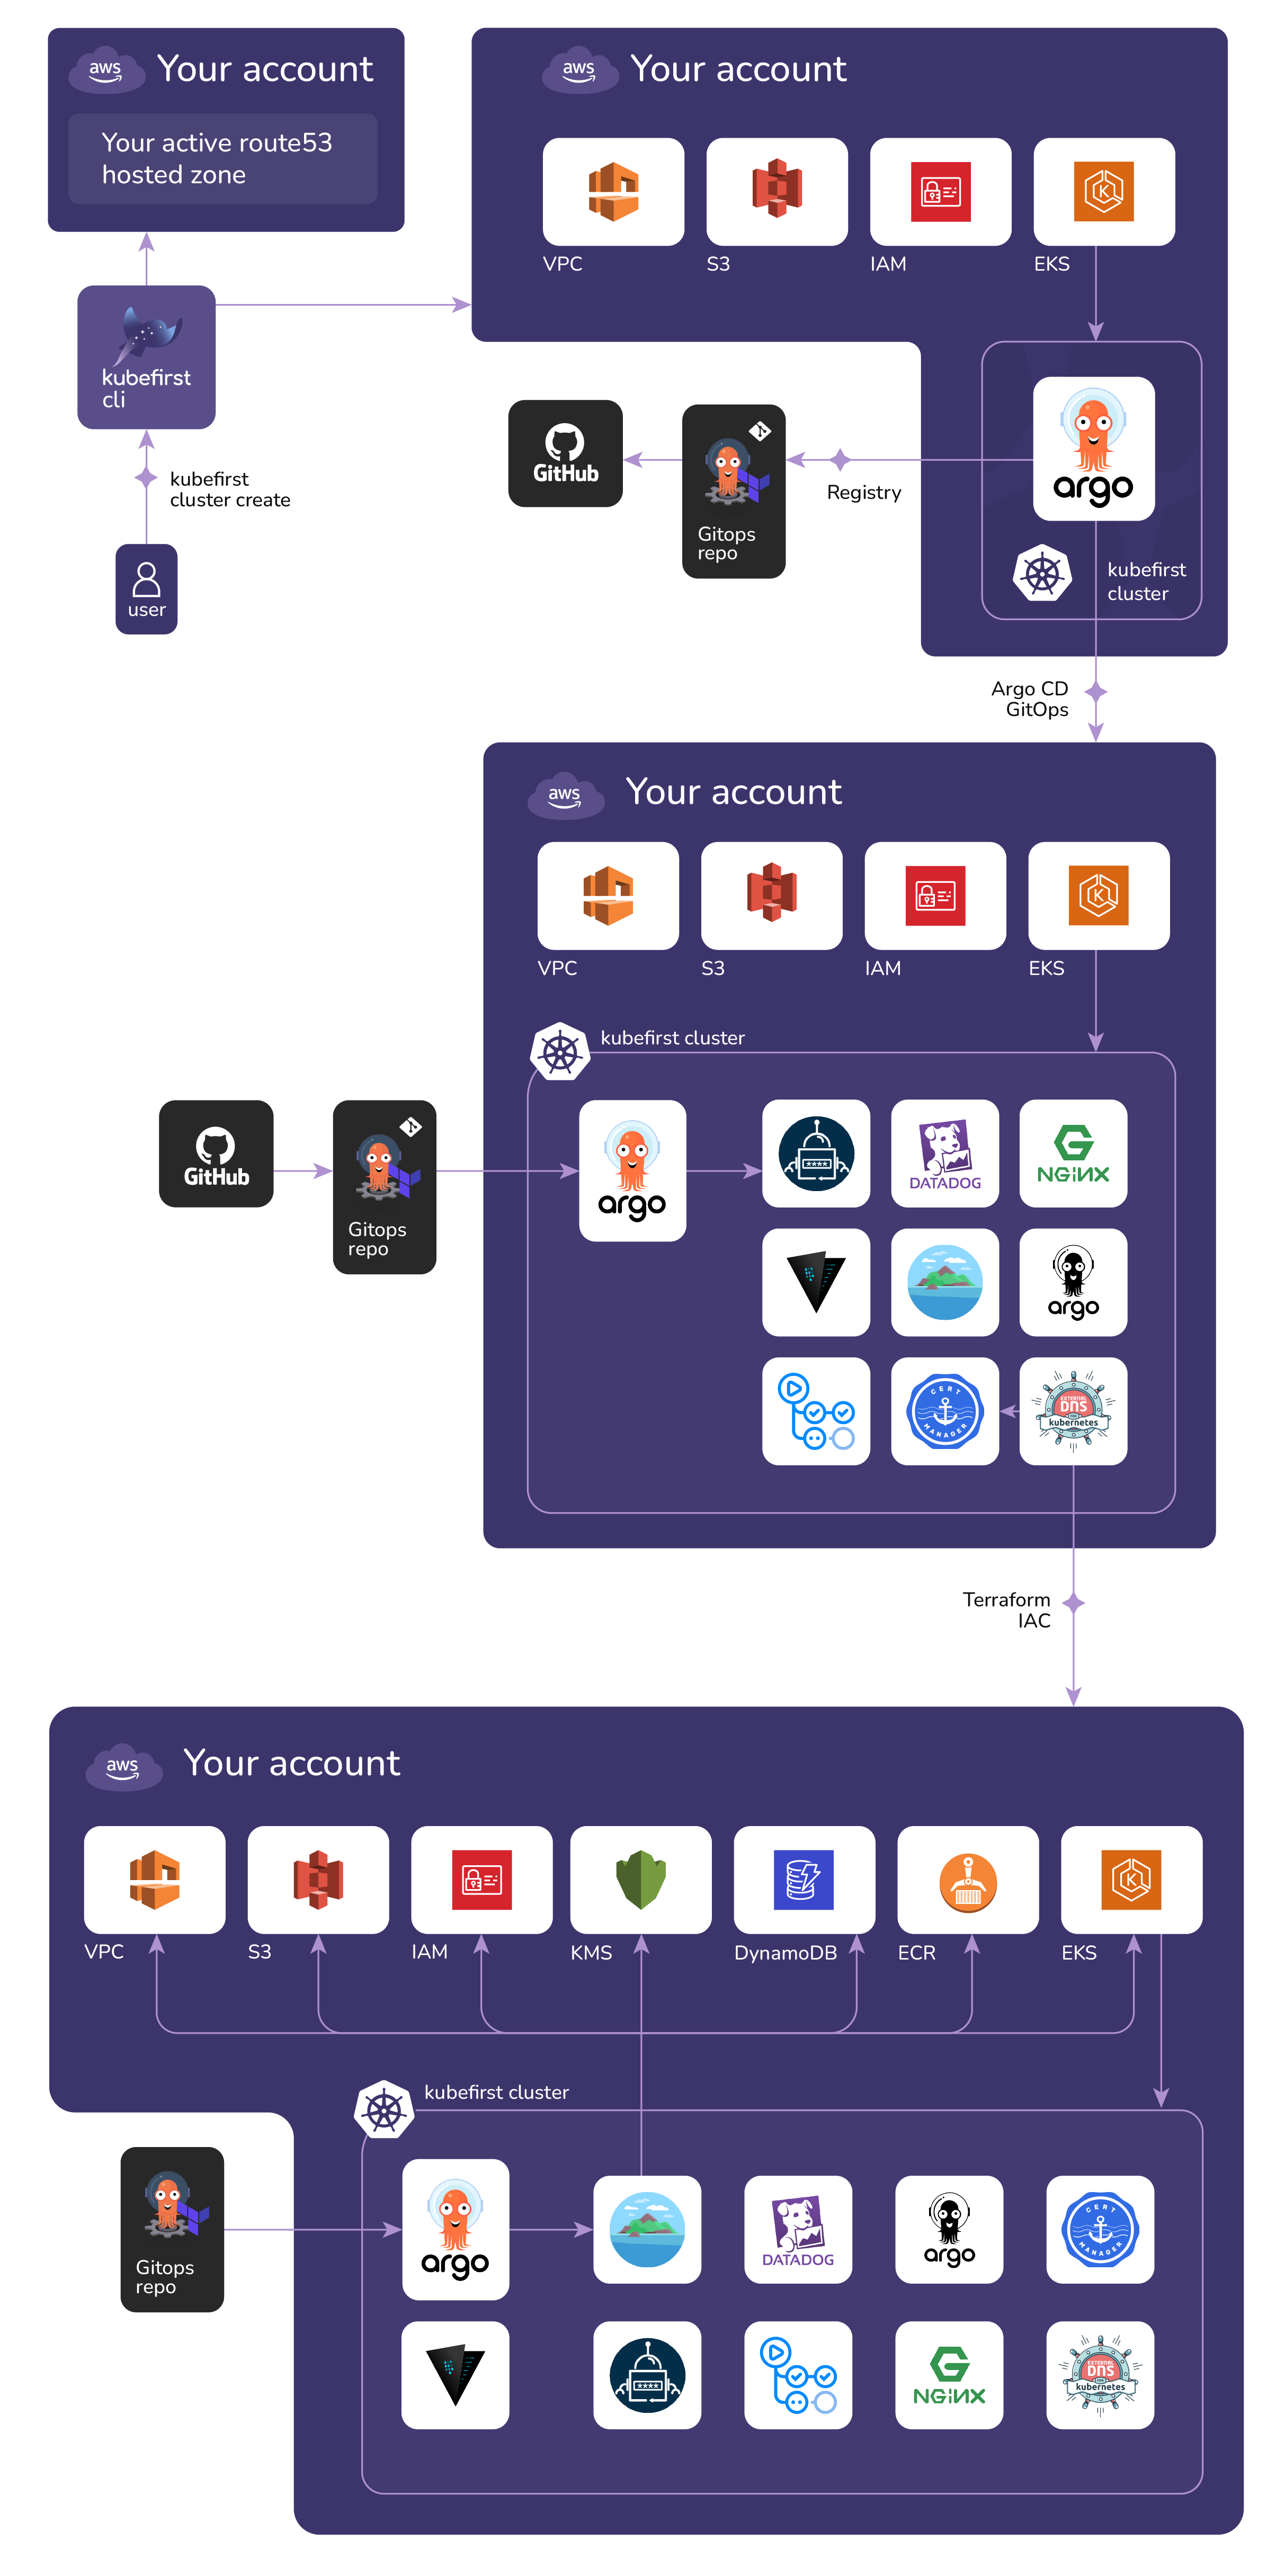 aws
Your account
Your active route53
hosted zone
kubefirst
cli
kubefirst
cluster create
user
aws
Your account
VPC
S3
IAM
K
EKS
GitHub
Gitops
repo
Registry
argo
kubefirst
cluster
Argo CD
GitOps
aws
Your account
VPC
S3
IAM
K
EKS
kubefirst cluster
GitHub
Gitops
repo
argo
****
DATADOG
NGiNX
argo
CERT
MANAGER
EXTERNAL
DNS
FOR
kubernetes
Terraform
IAC
aws
Your account
K
VPC
S3
IAM
KMS
DynamoDB
ECR
EKS
kubefirst cluster
Gitops
repo
argo
DATADOG
argo
CERT
MANAGER
****
NGiNX
EXTERNAL
DNS
FOR
kubernetes